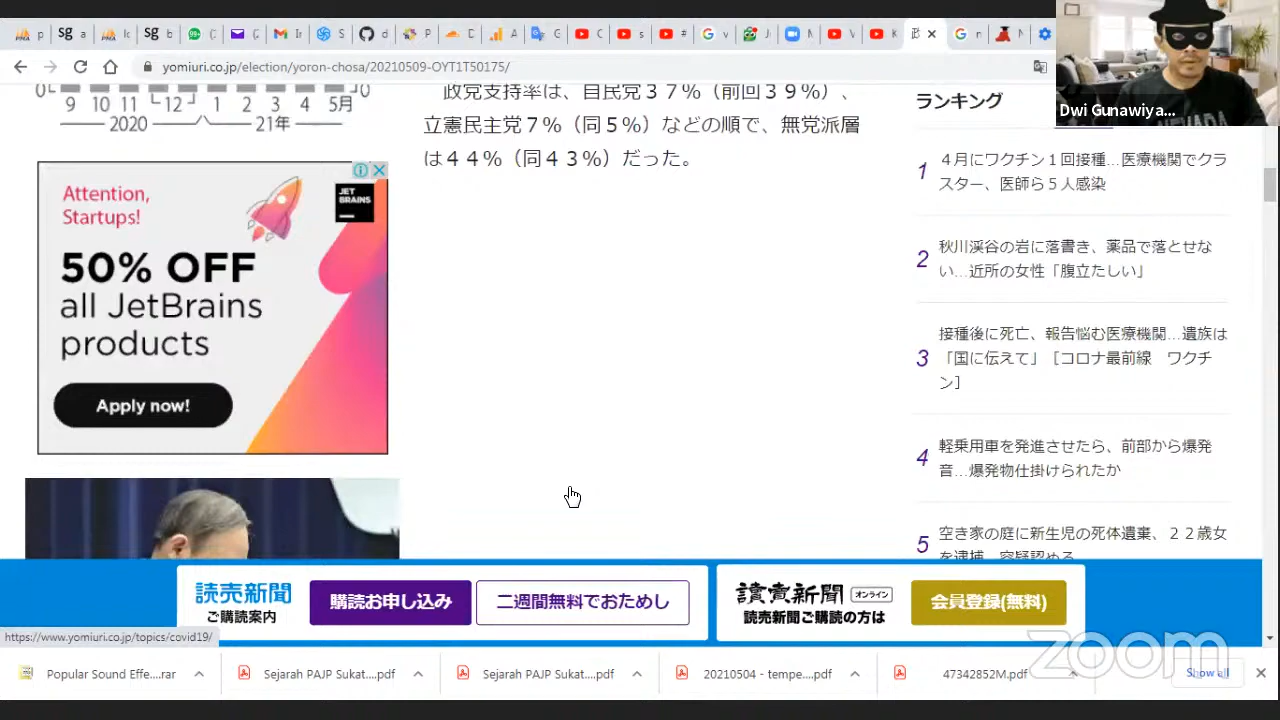 yomiuri.co.jp/election/yoron-chosa/20210509-OYT1T50175/
Dwi Gunawiya...
0
0
9 10 11 12 1 2 3 4 5月
2020 21年
Attention,
Startups!
JET
BRAINS
50% OFF
all JetBrains
products
Apply now!
政党支持率は、自民党37%（前回39%）、
立憲民主党7%（同5%）などの順で、無党派層
は44%（同43%）だった。
ランキング
1
4月にワクチン1回接種…医療機関でクラ
スター、医師ら5人感染
2
秋川渓谷の岩に落書き、薬品で落とせな
い…近所の女性「腹立たしい」
3
接種後に死亡、報告悩む医療機関…遺族は
「国に伝えて」［コロナ最前線　ワクチ
ン］
4
軽乗用車を発進させたら、前部から爆発
音…爆発物仕掛けられたか
5
空き家の庭に新生児の死体遺棄、22歳女
を逮捕…容疑認める
読売新聞
ご購読案内
購読お申し込み
二週間無料でおためし
讀賣新聞 オンライン
読売新聞ご購読の方は
会員登録(無料)
https://www.yomiuri.co.jp/topics/covid19/
zoom
Popular Sound Effe....rar
Sejarah PAJP Sukat....pdf
Sejarah PAJP Sukat....pdf
20210504 - tempe....pdf
47342852M.pdf
Show all